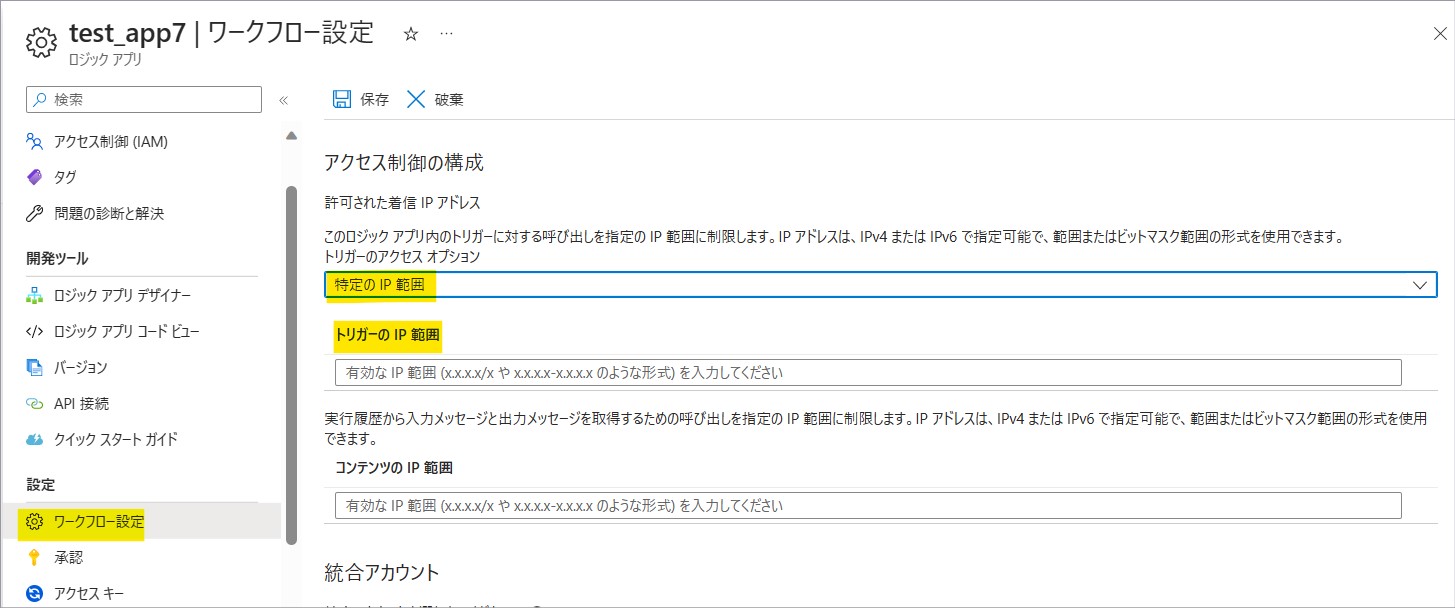 test_app7 | ワークフロー設定 ☆ …
ロジック アプリ
検索
«
アクセス制御 (IAM)
タグ
問題の診断と解決
開発ツール
ロジック アプリ デザイナー
ロジック アプリ コード ビュー
バージョン
API 接続
クイック スタート ガイド
設定
ワークフロー設定
承認
アクセス キー
保存 破棄
アクセス制御の構成
許可された着信 IP アドレス
このロジック アプリ内のトリガーに対する呼び出しを指定の IP 範囲に制限します。IP アドレスは、IPv4 または IPv6 で指定可能で、範囲またはビットマスク範囲の形式を使用できます。
トリガーのアクセス オプション
特定の IP 範囲
トリガーの IP 範囲
有効な IP 範囲 (x.x.x.x/x や x.x.x.x-x.x.x.x のような形式) を入力してください
実行履歴から入力メッセージと出力メッセージを取得するための呼び出しを指定の IP 範囲に制限します。IP アドレスは、IPv4 または IPv6 で指定可能で、範囲またはビットマスク範囲の形式を使用
できます。
コンテンツの IP 範囲
有効な IP 範囲 (x.x.x.x/x や x.x.x.x-x.x.x.x のような形式) を入力してください
統合アカウント